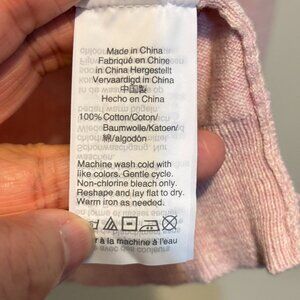 Made in China
Fabriqué en Chine
in China Hergestellt
Vervaardigd in China
中国製
Hecho en China
100% Cotton/Coton/
Baumwolle/Katoen/
綿/algodón
Machine wash cold with
like colors. Gentle cycle.
Non-chlorine bleach only.
Reshape and lay flat to dry.
Warm iron as needed.
r à la machine à l'eau